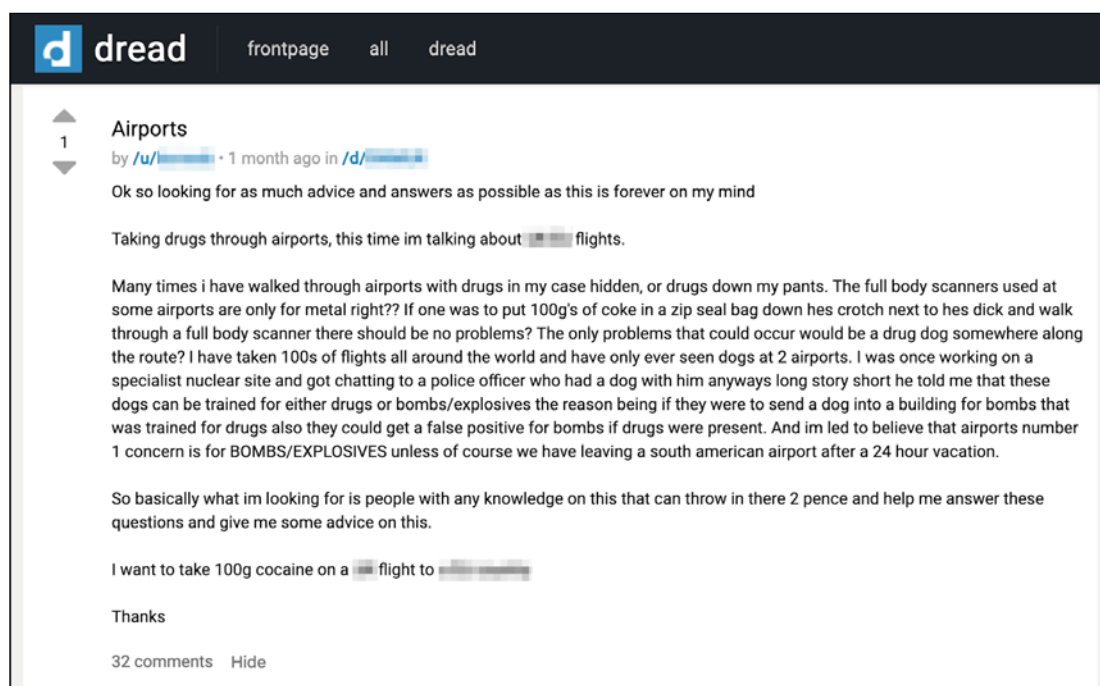 dread frontpage all dread
Airports
1
by /u/ · 1 month ago in /d/
Ok so looking for as much advice and answers as possible as this is forever on my mind
Taking drugs through airports, this time im talking about flights.
Many times i have walked through airports with drugs in my case hidden, or drugs down my pants. The full body scanners used at
some airports are only for metal right?? If one was to put 100g's of coke in a zip seal bag down hes crotch next to hes dick and walk
through a full body scanner there should be no problems? The only problems that could occur would be a drug dog somewhere along
the route? I have taken 100s of flights all around the world and have only ever seen dogs at 2 airports. I was once working on a
specialist nuclear site and got chatting to a police officer who had a dog with him anyways long story short he told me that these
dogs can be trained for either drugs or bombs/explosives the reason being if they were to send a dog into a building for bombs that
was trained for drugs also they could get a false positive for bombs if drugs were present. And im led to believe that airports number
1 concern is for BOMBS/EXPLOSIVES unless of course we have leaving a south american airport after a 24 hour vacation.
So basically what im looking for is people with any knowledge on this that can throw in there 2 pence and help me answer these
questions and give me some advice on this.
I want to take 100g cocaine on a flight to
Thanks
32 comments Hide